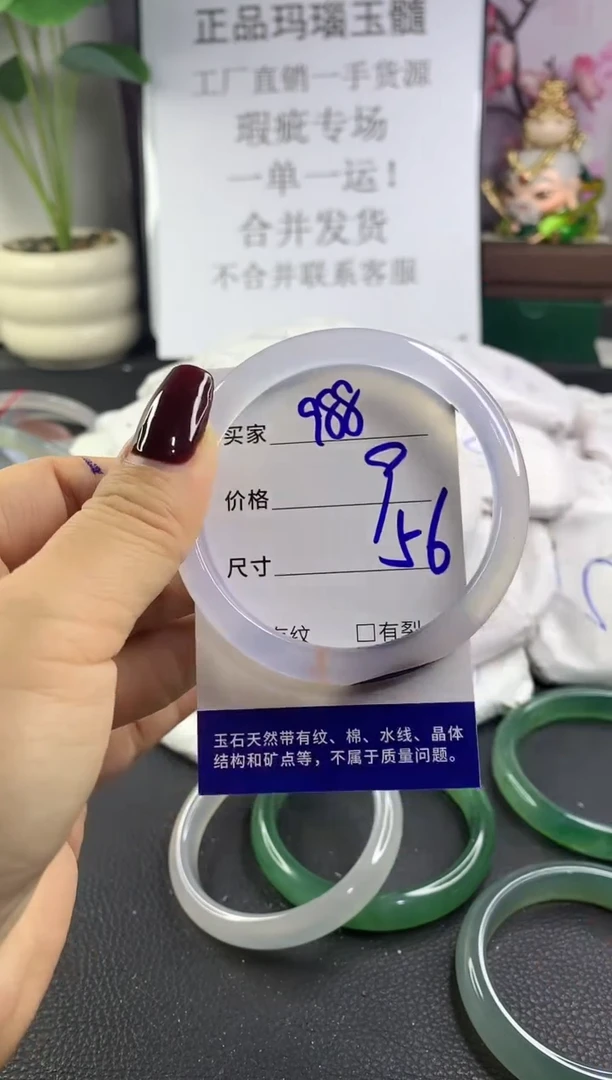 正品玛瑙玉髓
工厂直销一手货源
瑕疵专场
一单一运！
合并发货
不合并联系客服
买家 988
价格 9
尺寸 56
纹 □有裂
玉石天然带有纹、棉、水线、晶体
结构和矿点等，不属于质量问题。